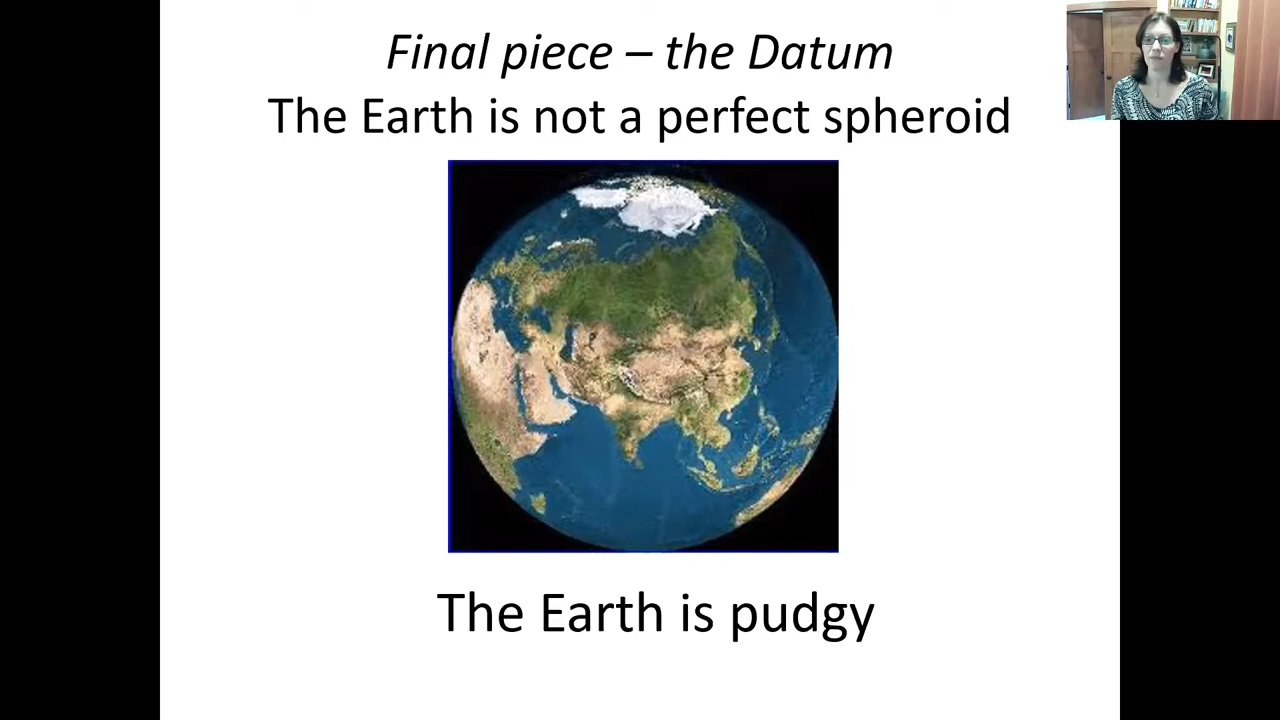 Final piece – the Datum
The Earth is not a perfect spheroid
The Earth is pudgy